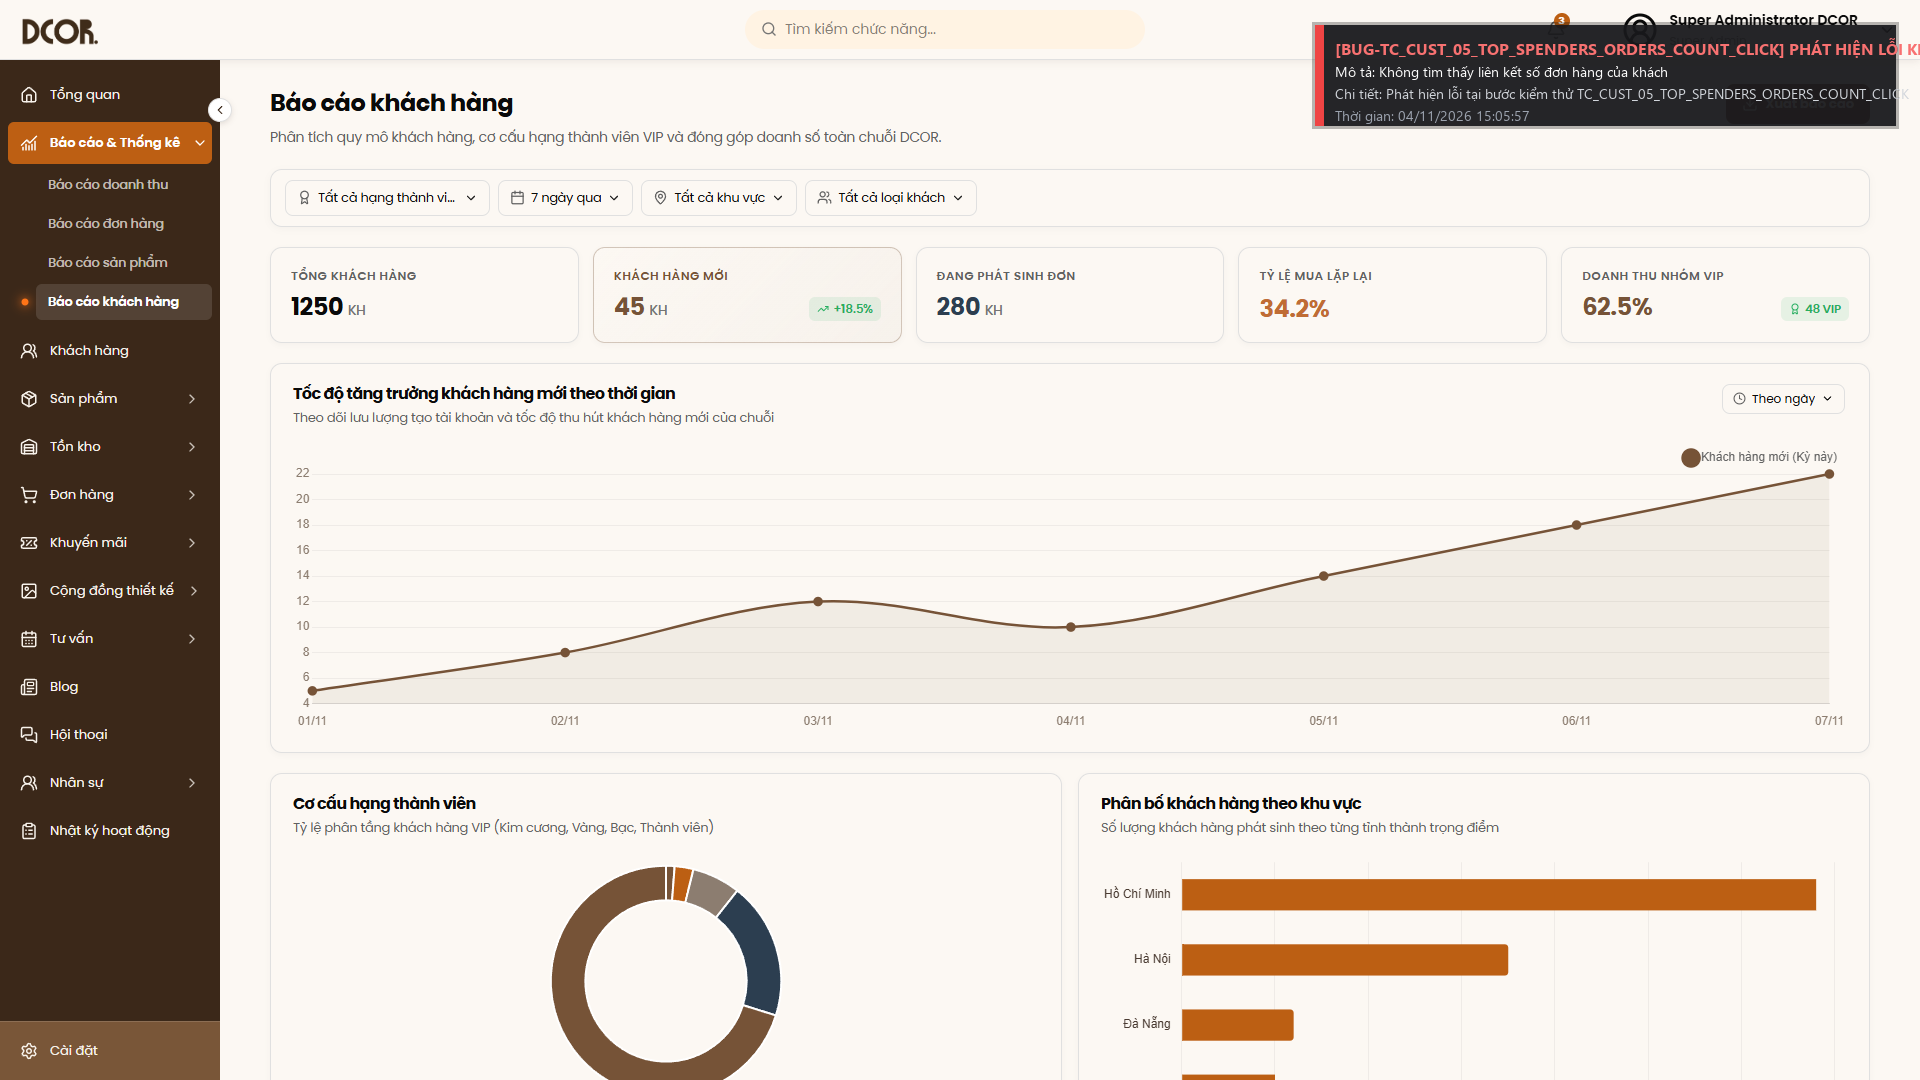 DCOR.
Tìm kiếm chức năng...
3
Super Administrator DCOR
[BUG-TC_CUST_05_TOP_SPENDERS_ORDERS_COUNT_CLICK] PHÁT HIỆN LỖI K
Mô tả: Không tìm thấy liên kết số đơn hàng của khách
Chi tiết: Phát hiện lỗi tại bước kiểm thử TC_CUST_05_TOP_SPENDERS_ORDERS_COUNT_CLICK
Thời gian: 04/11/2026 15:05:57
Tổng quan
Báo cáo & Thống kê
Báo cáo doanh thu
Báo cáo đơn hàng
Báo cáo sản phẩm
Báo cáo khách hàng
Khách hàng
Sản phẩm
Tồn kho
Đơn hàng
Khuyến mãi
Cộng đồng thiết kế
Tư vấn
Blog
Hội thoại
Nhân sự
Nhật ký hoạt động
Cài đặt
Báo cáo khách hàng
Phân tích quy mô khách hàng, cơ cấu hạng thành viên VIP và đóng góp doanh số toàn chuỗi DCOR.
Tất cả hạng thành vi...
7 ngày qua
Tất cả khu vực
Tất cả loại khách
TỔNG KHÁCH HÀNG
1250 KH
KHÁCH HÀNG MỚI
45 KH
+18.5%
ĐANG PHÁT SINH ĐƠN
280 KH
TỶ LỆ MUA LẶP LẠI
34.2%
DOANH THU NHÓM VIP
62.5%
48 VIP
Tốc độ tăng trưởng khách hàng mới theo thời gian
Theo dõi lưu lượng tạo tài khoản và tốc độ thu hút khách hàng mới của chuỗi
Theo ngày
Khách hàng mới (Kỳ này)
22
20
18
16
14
12
10
8
6
4
01/11
02/11
03/11
04/11
05/11
06/11
07/11
Cơ cấu hạng thành viên
Tỷ lệ phân tầng khách hàng VIP (Kim cương, Vàng, Bạc, Thành viên)
Phân bố khách hàng theo khu vực
Số lượng khách hàng phát sinh theo từng tỉnh thành trọng điểm
Hồ Chí Minh
Hà Nội
Đà Nẵng